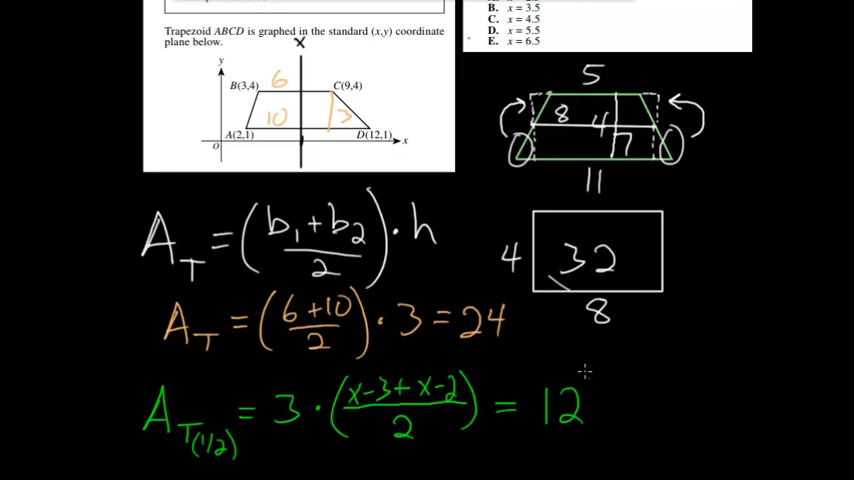 B. x = 3.5
C. x = 4.5
D. x = 5.5
E. x = 6.5
Trapezoid ABCD is graphed in the standard (x,y) coordinate
plane below.
x
y
B(3,4)
6
C(9,4)
10
3
A(2,1)
D(12,1)
O
x
5
8
4
11
A_T = (b₁ + b₂ / 2) · h
4
32
8
A_T = (6 + 10 / 2) · 3 = 24
A_T(1/2) = 3 · (x-3 + x-2 / 2) = 12